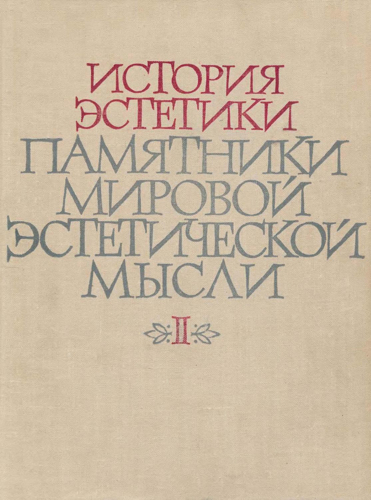 ИСТОРИЯ
ЭСТЕТИКИ
ПАМЯТНИКИ
МИРОВОЙ
ЭСТЕТИЧЕСКОЙ
МЫСЛИ
II